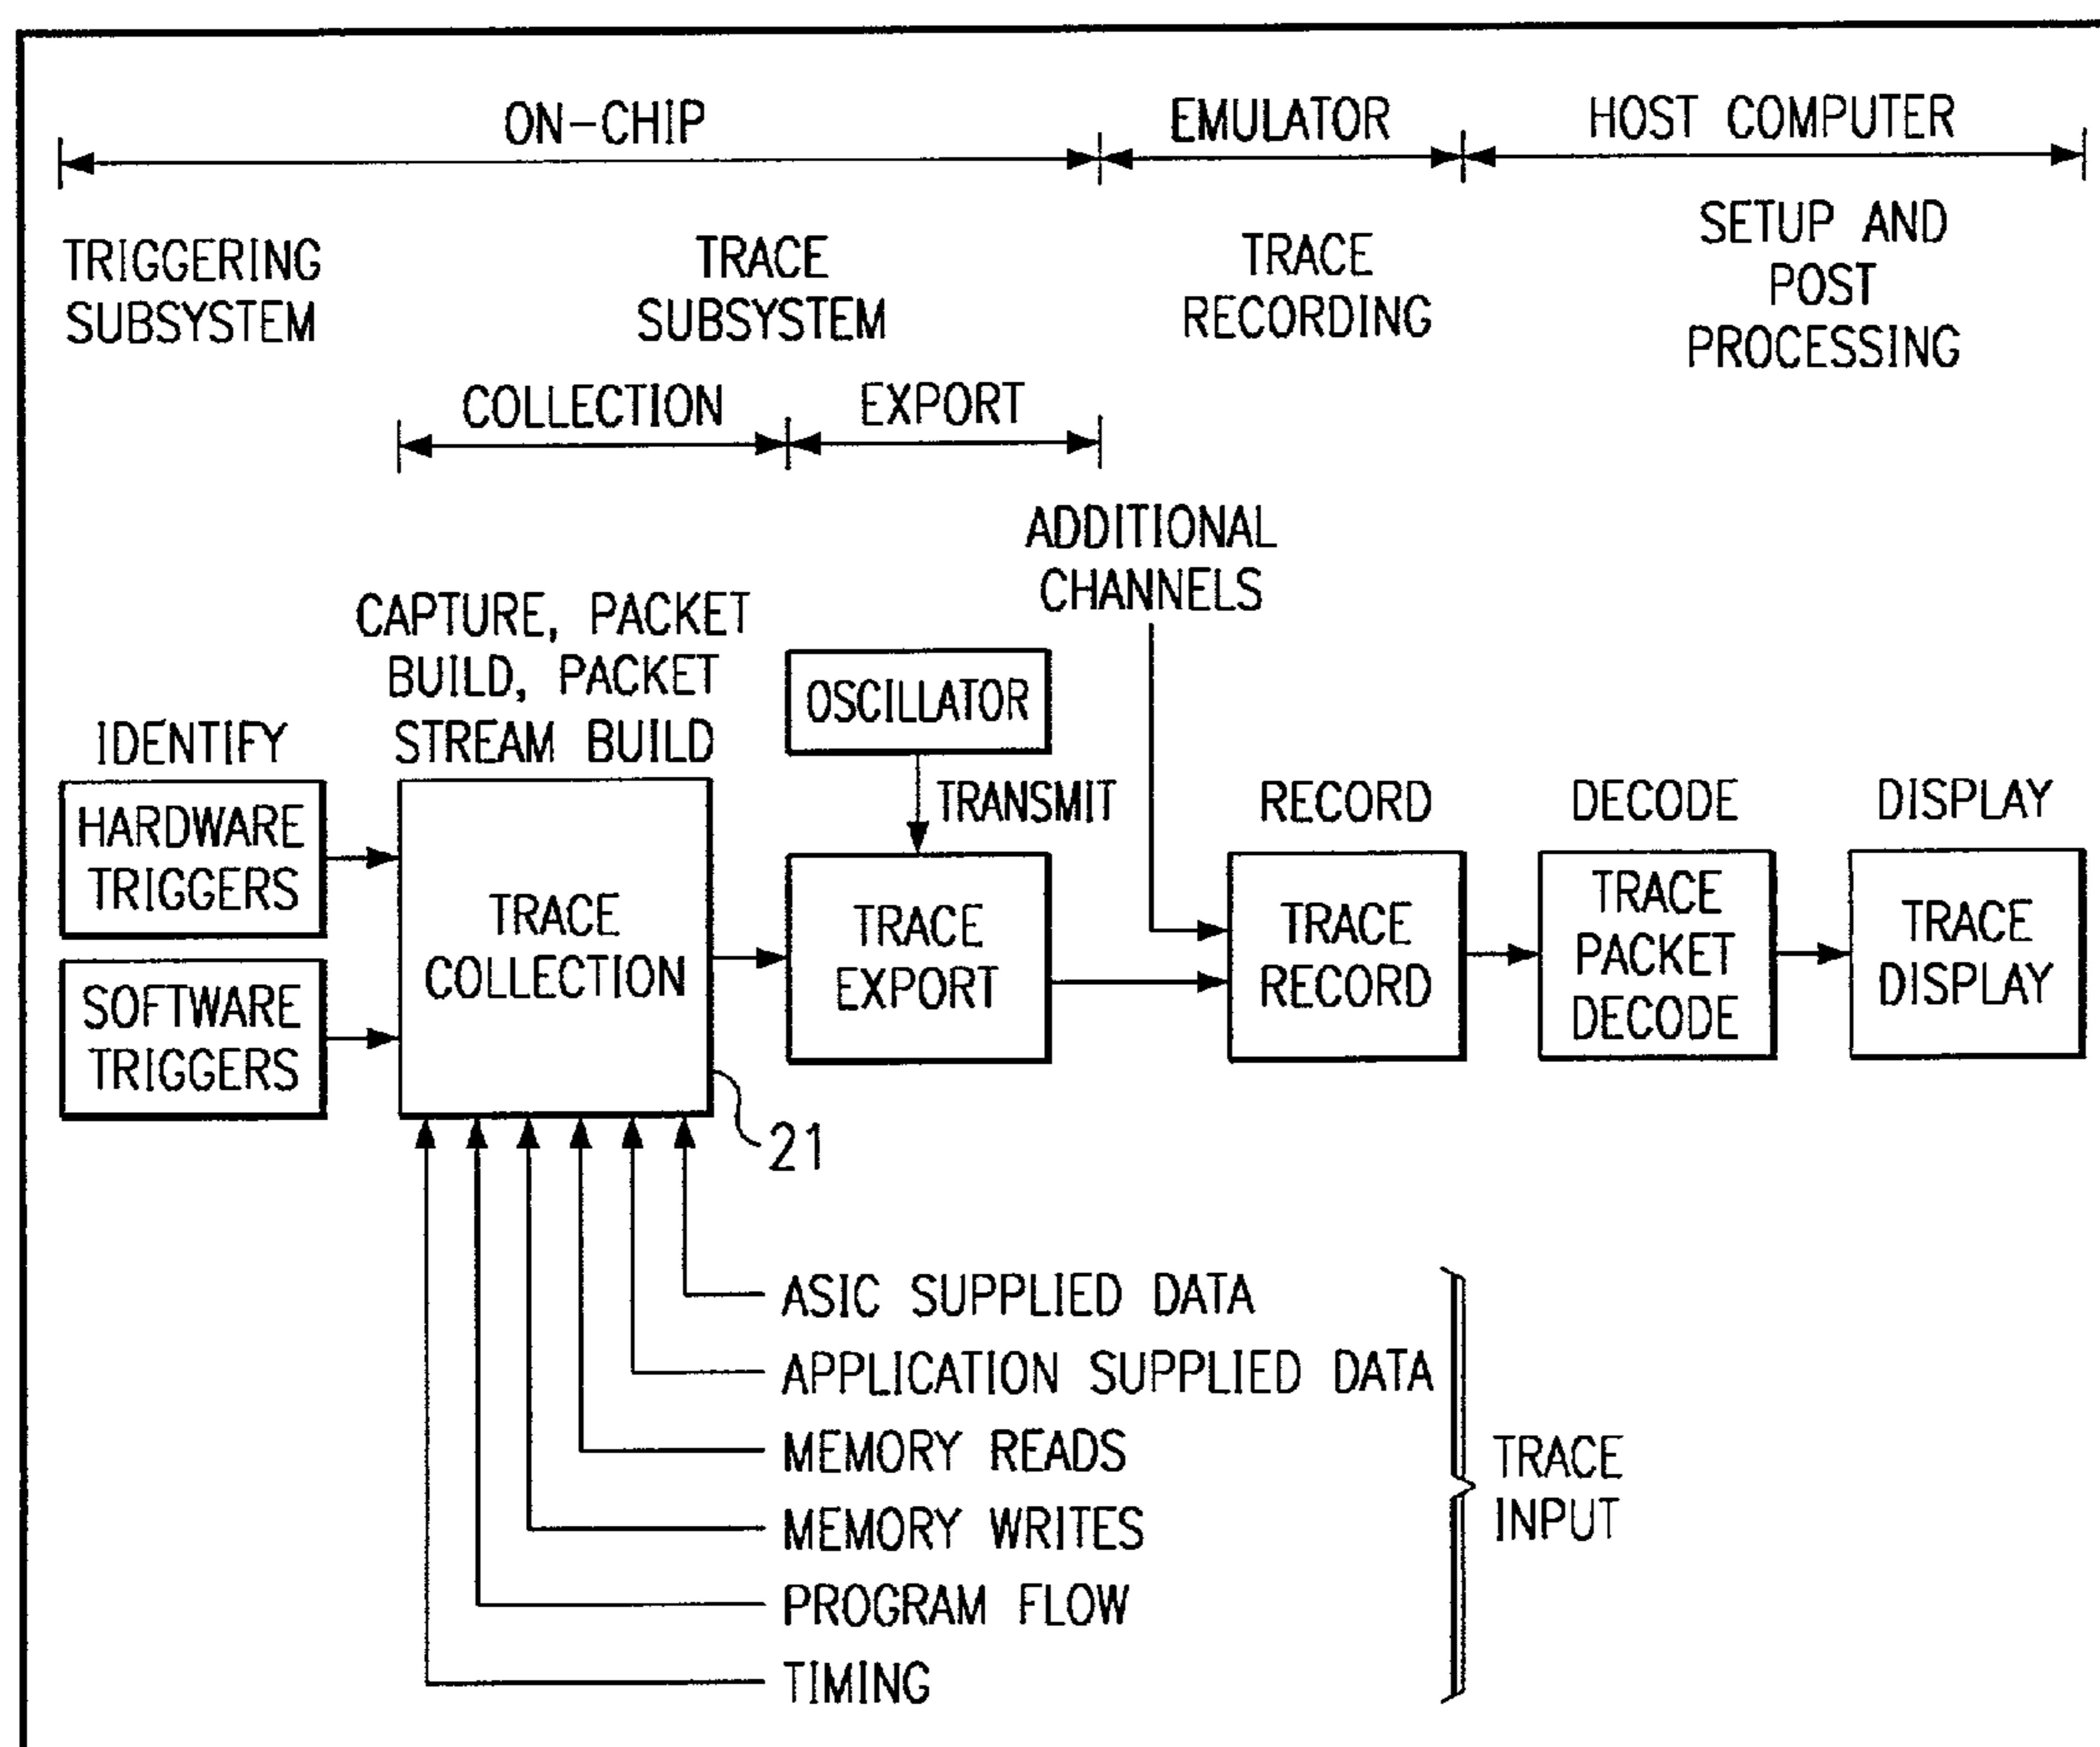 ON-CHIP
EMULATOR
HOST COMPUTER
TRIGGERING
SUBSYSTEM
TRACE
SUBSYSTEM
TRACE
RECORDING
SETUP AND
POST
PROCESSING
COLLECTION
EXPORT
ADDITIONAL
CHANNELS
CAPTURE, PACKET
BUILD, PACKET
STREAM BUILD
OSCILLATOR
IDENTIFY
TRANSMIT
RECORD
DECODE
DISPLAY
HARDWARE
TRIGGERS
SOFTWARE
TRIGGERS
TRACE
COLLECTION
TRACE
EXPORT
TRACE
RECORD
TRACE
PACKET
DECODE
TRACE
DISPLAY
21
ASIC SUPPLIED DATA
APPLICATION SUPPLIED DATA
MEMORY READS
MEMORY WRITES
PROGRAM FLOW
TIMING
TRACE
INPUT